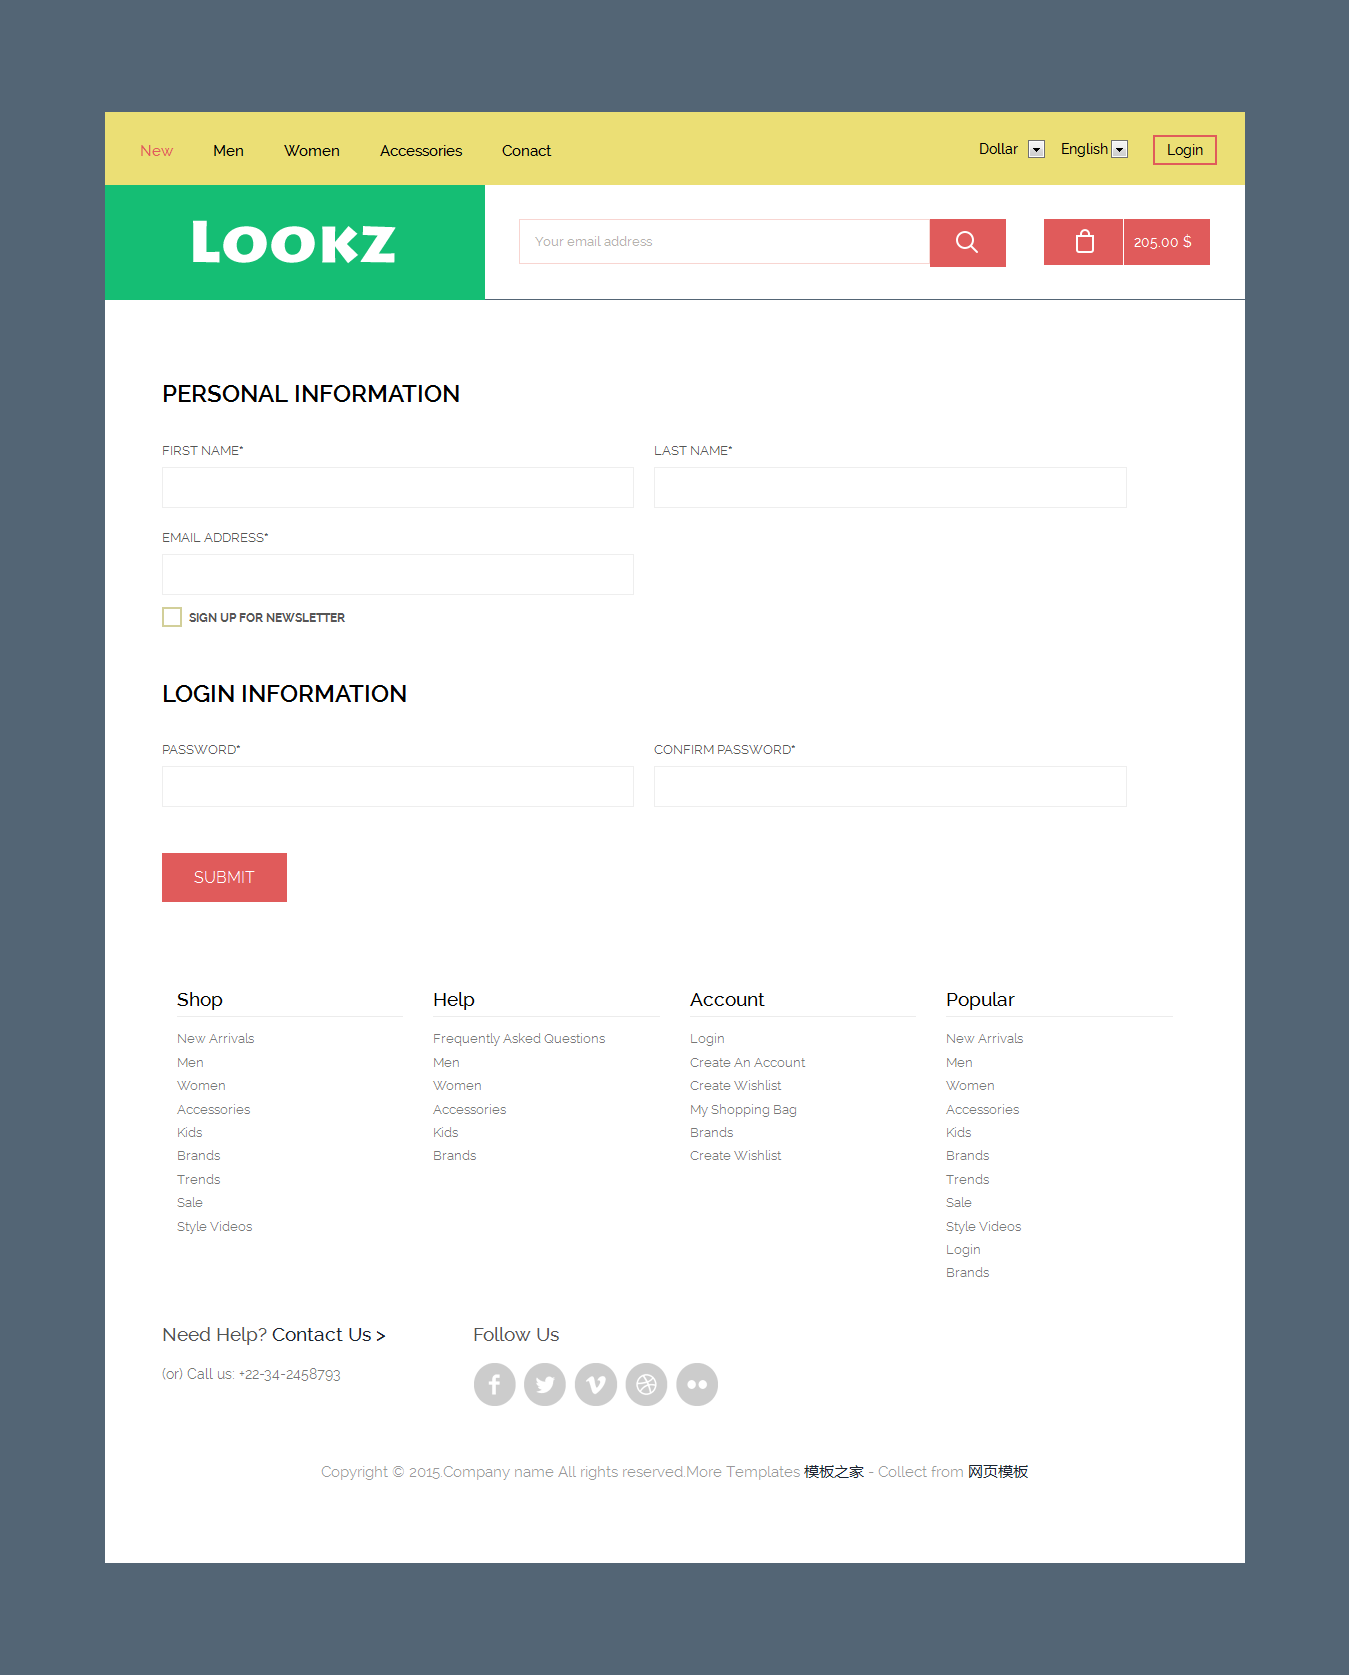 New Men Women Accessories Conact Dollar English Login
LOOKZ
Your email address
205.00 $
PERSONAL INFORMATION
FIRST NAME* LAST NAME*
EMAIL ADDRESS*
SIGN UP FOR NEWSLETTER
LOGIN INFORMATION
PASSWORD* CONFIRM PASSWORD*
SUBMIT
Shop
New Arrivals
Men
Women
Accessories
Kids
Brands
Trends
Sale
Style Videos
Help
Frequently Asked Questions
Men
Women
Accessories
Kids
Brands
Account
Login
Create An Account
Create Wishlist
My Shopping Bag
Brands
Create Wishlist
Popular
New Arrivals
Men
Women
Accessories
Kids
Brands
Trends
Sale
Style Videos
Login
Brands
Need Help? Contact Us >
(or) Call us: +22-34-2458793
Follow Us
Copyright © 2015.Company name All rights reserved.More Templates 模板之家 - Collect from 网页模板